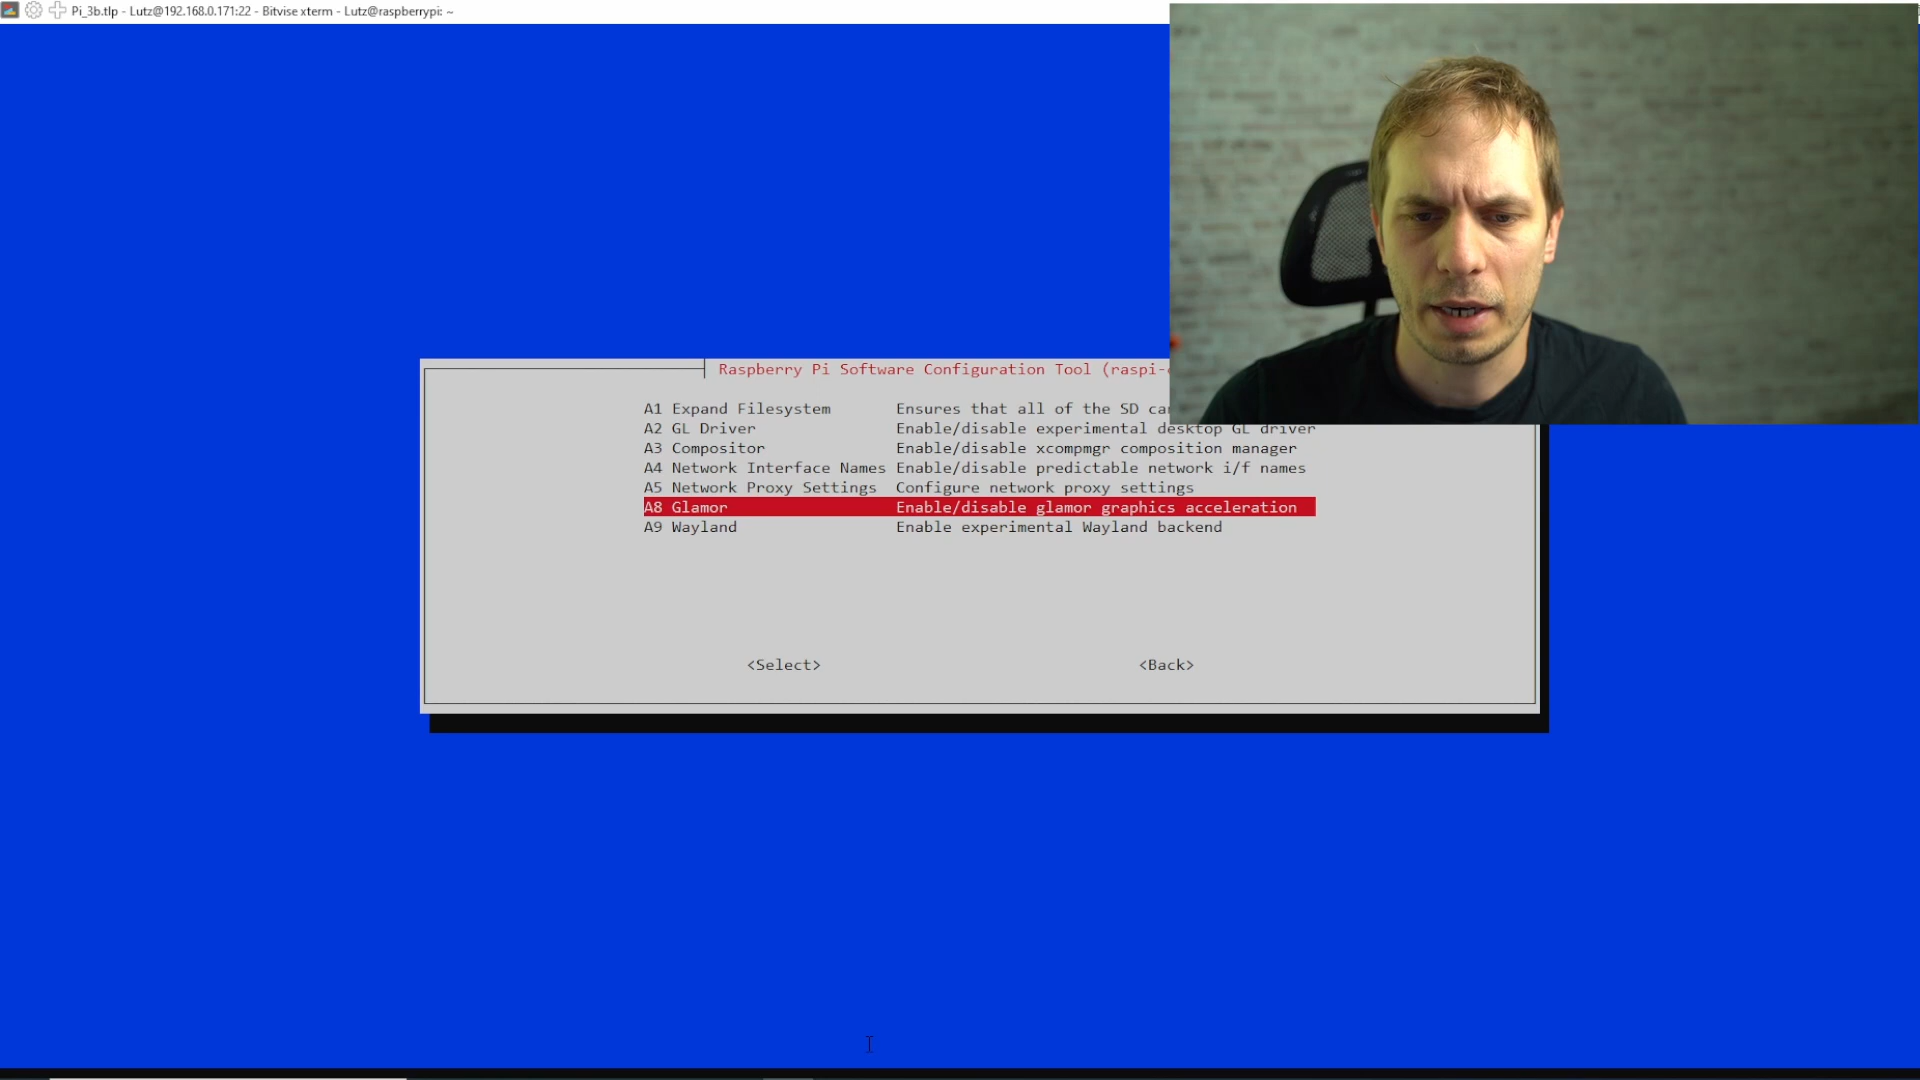 Pi_3b.tlp - Lutz@192.168.0.171:22 - Bitvise xterm - Lutz@raspberrypi: ~
Raspberry Pi Software Configuration Tool (raspi-
A1 Expand Filesystem Ensures that all of the SD
A2 GL Driver Enable/disable experimental desktop GL driver
A3 Compositor Enable/disable xcompmgr composition manager
A4 Network Interface Names Enable/disable predictable network i/f names
A5 Network Proxy Settings Configure network proxy settings
A8 Glamor Enable/disable glamor graphics acceleration
A9 Wayland Enable experimental Wayland backend
<Select> <Back>